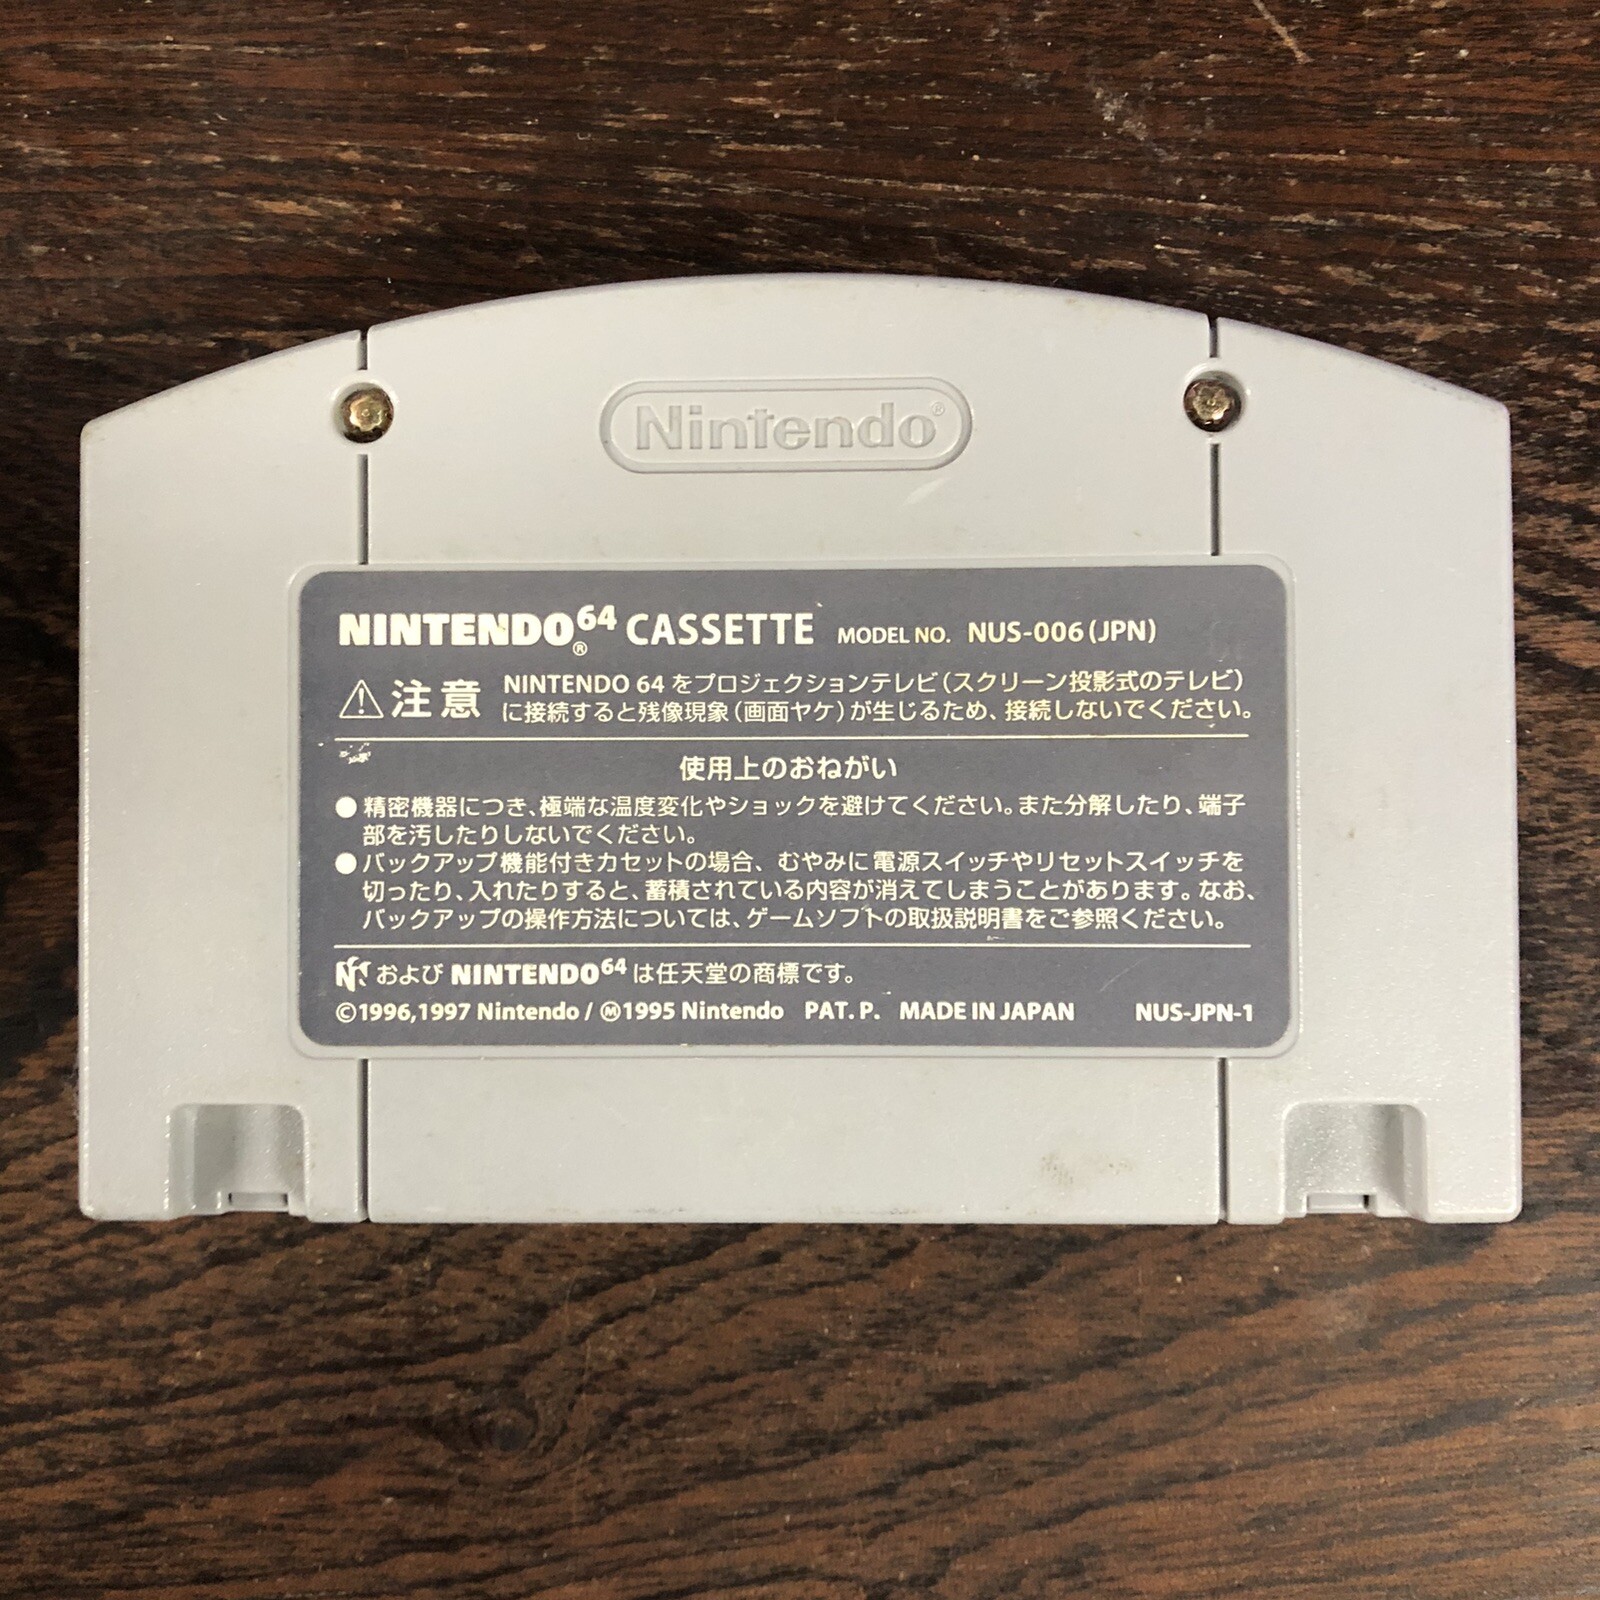 Nintendo®
NINTENDO®64 CASSETTE MODEL NO. NUS-006(JPN)
注意 NINTENDO 64 をプロジェクションテレビ(スクリーン投影式のテレビ)
に接続すると残像現象(画面ヤケ)が生じるため、接続しないでください。
使用上のおねがい
● 精密機器につき、極端な温度変化やショックを避けてください。また分解したり、端子
部を汚したりしないでください。
● バックアップ機能付きカセットの場合、むやみに電源スイッチやリセットスイッチを
切ったり、入れたりすると、蓄積されている内容が消えてしまうことがあります。なお、
バックアップの操作方法については、ゲームソフトの取扱説明書をご参照ください。
および NINTENDO64 は任天堂の商標です。
©1996,1997 Nintendo / Ⓜ1995 Nintendo PAT. P. MADE IN JAPAN NUS-JPN-1